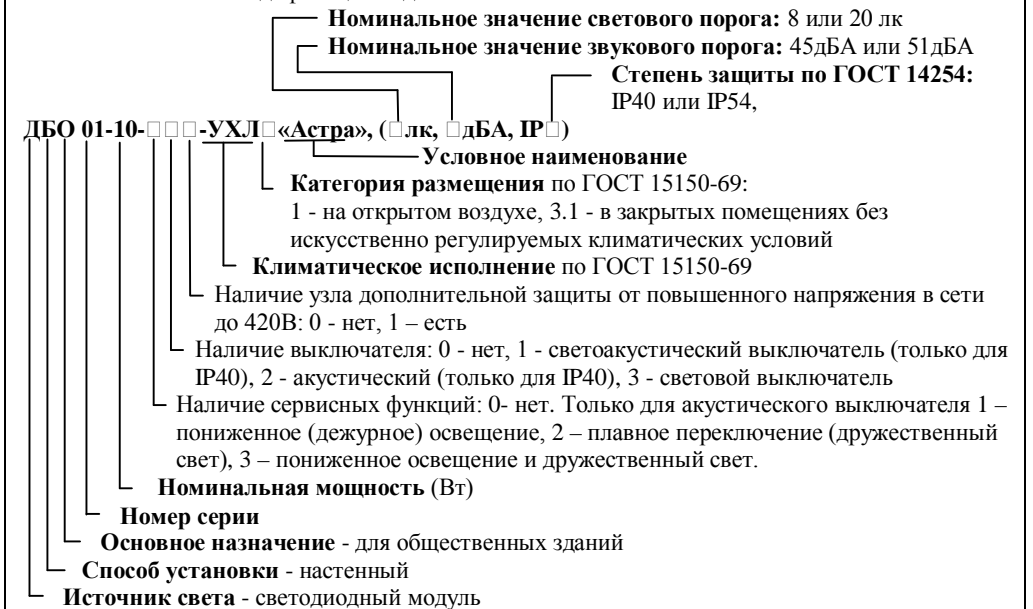 Номинальное значение светового порога: 8 или 20 лк
Номинальное значение звукового порога: 45дБА или 51дБА
Степень защиты по ГОСТ 14254:
IP40 или IP54,
ДБО 01-10-□□□-УХЛ□«Астра», (□лк, □дБА, IP□)
Условное наименование
Категория размещения по ГОСТ 15150-69:
1 - на открытом воздухе, 3.1 - в закрытых помещениях без
искусственно регулируемых климатических условий
Климатическое исполнение по ГОСТ 15150-69
Наличие узла дополнительной защиты от повышенного напряжения в сети
до 420В: 0 - нет, 1 – есть
Наличие выключателя: 0 - нет, 1 - светоакустический выключатель (только для
IP40), 2 - акустический (только для IP40), 3 - световой выключатель
Наличие сервисных функций: 0- нет. Только для акустического выключателя 1 –
пониженное (дежурное) освещение, 2 – плавное переключение (дружественный
свет), 3 – пониженное освещение и дружественный свет.
Номинальная мощность (Вт)
Номер серии
Основное назначение - для общественных зданий
Способ установки - настенный
Источник света - светодиодный модуль